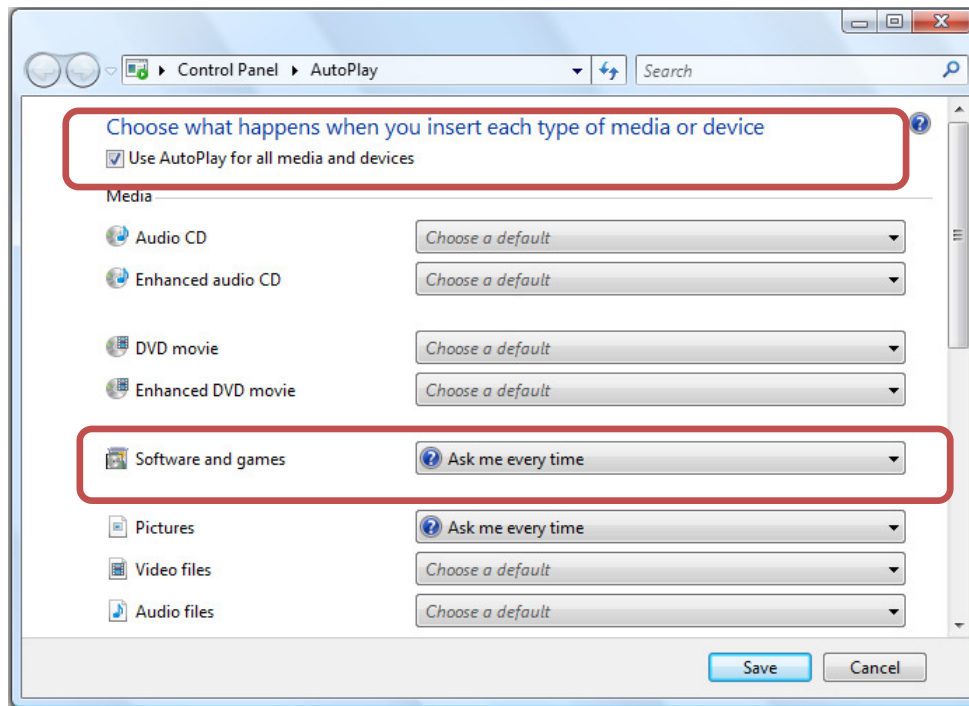 Control Panel AutoPlay Search
Choose what happens when you insert each type of media or device
Use AutoPlay for all media and devices
Media
Audio CD Choose a default
Enhanced audio CD Choose a default
DVD movie Choose a default
Enhanced DVD movie Choose a default
Software and games Ask me every time
Pictures Ask me every time
Video files Choose a default
Audio files Choose a default
Save Cancel